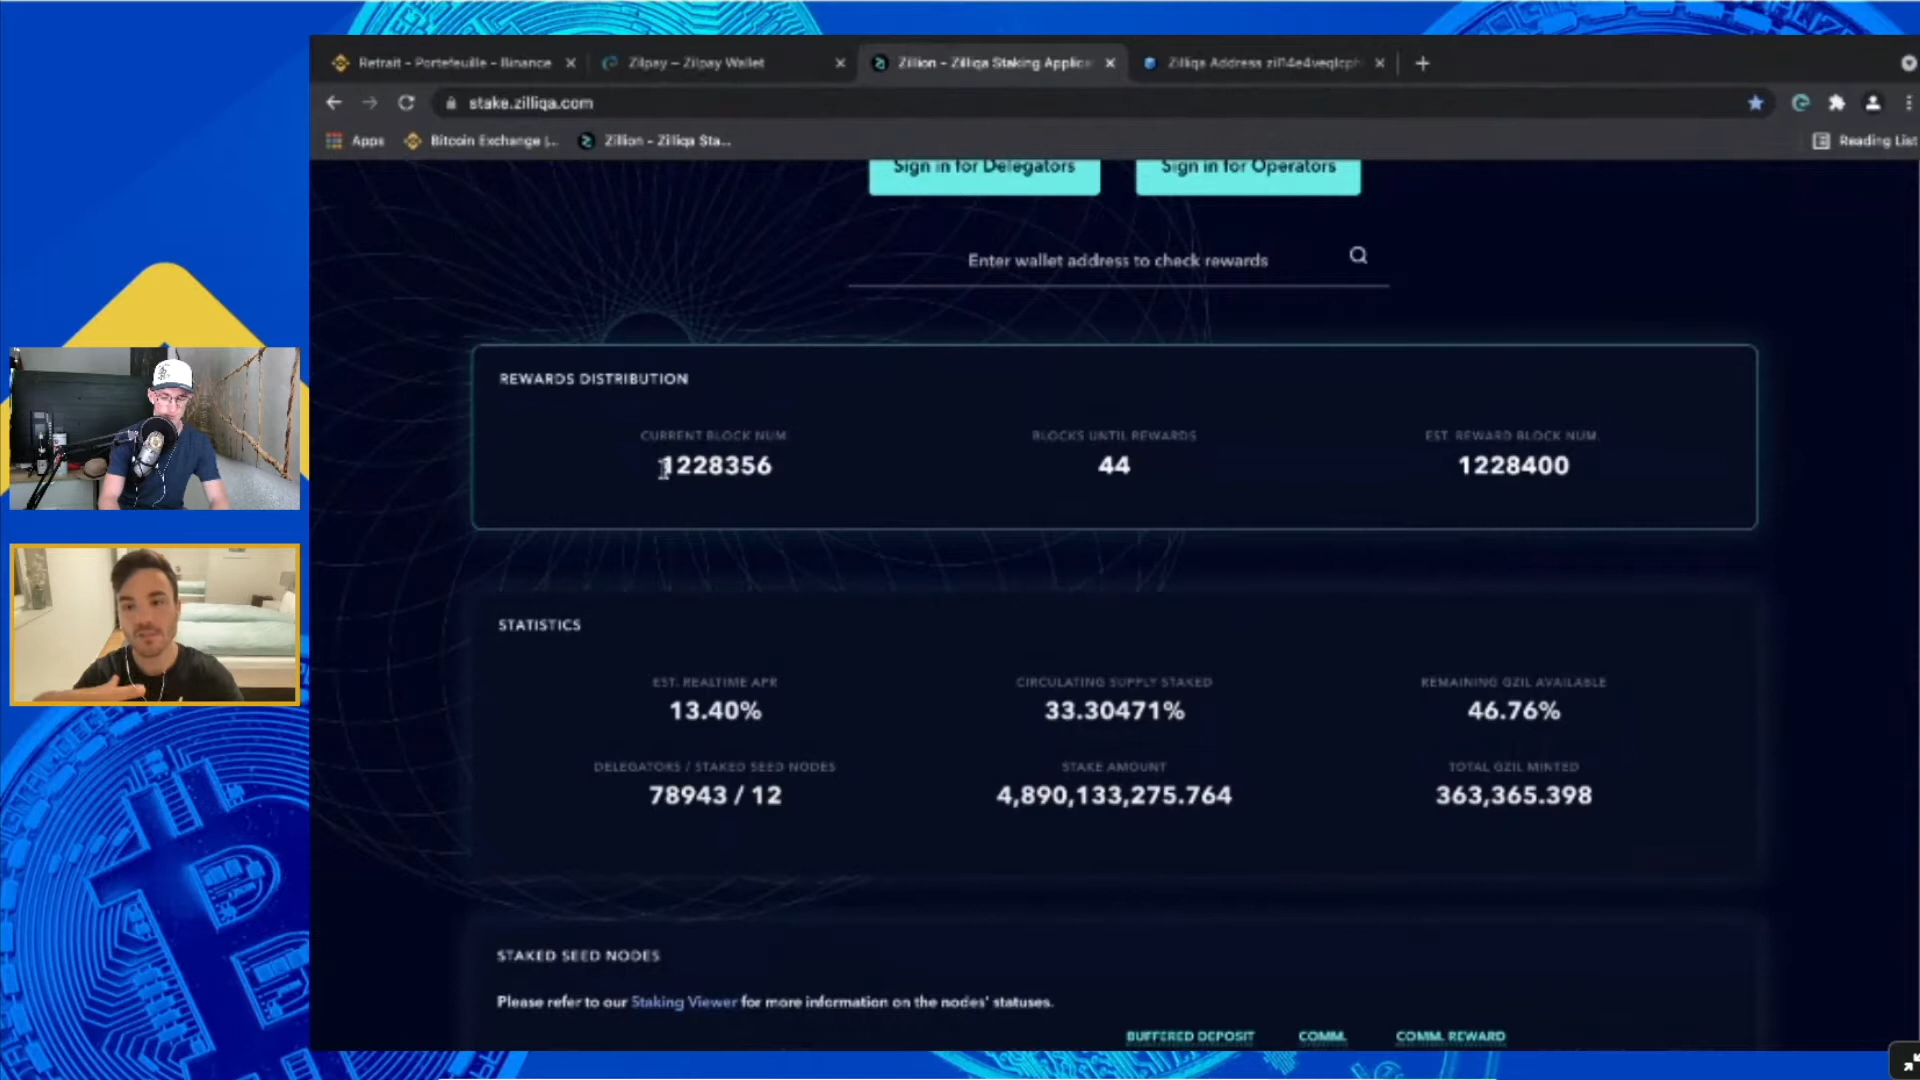 Retrait - Portefeuille - Binance
Zilpay – Zilpay Wallet
Zillion - Zilliqa Staking Applica
Zilliqa Address
stake.zilliqa.com
Apps
Bitcoin Exchange |...
Zillion - Zilliqa Sta...
Reading List
Sign in for Delegators
Sign in for Operators
Enter wallet address to check rewards
REWARDS DISTRIBUTION
CURRENT BLOCK NUM
BLOCKS UNTIL REWARDS
EST. REWARD BLOCK NUM.
1228356
44
1228400
STATISTICS
EST. REALTIME APR
CIRCULATING SUPPLY STAKED
REMAINING GZIL AVAILABLE
13.40%
33.30471%
46.76%
DELEGATORS / STAKED SEED NODES
STAKE AMOUNT
TOTAL GZIL MINTED
78943 / 12
4,890,133,275.764
363,365.398
STAKED SEED NODES
Please refer to our Staking Viewer for more information on the nodes' statuses.
BUFFERED DEPOSIT
COMM.
COMM. REWARD